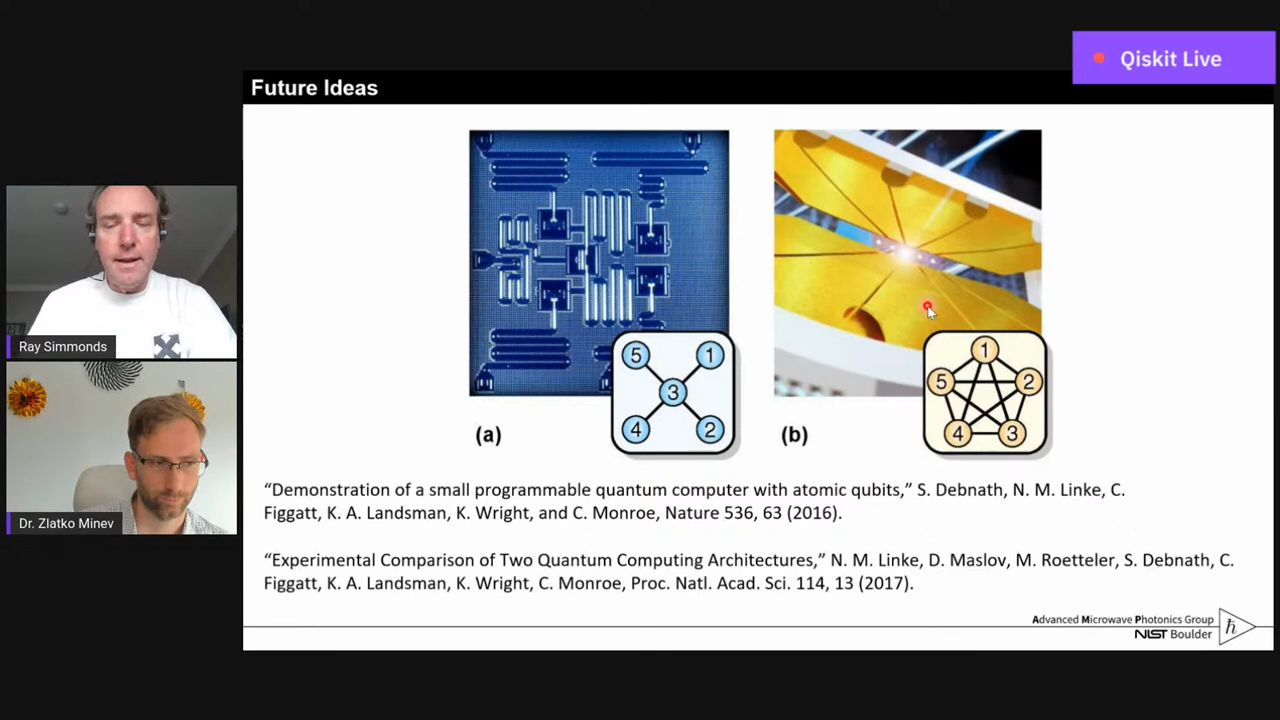 Qiskit Live
Future Ideas
Ray Simmonds
Dr. Zlatko Minev
5 1
3
4 2
(a)
1
5 2
4 3
(b)
“Demonstration of a small programmable quantum computer with atomic qubits,” S. Debnath, N. M. Linke, C.
Figgatt, K. A. Landsman, K. Wright, and C. Monroe, Nature 536, 63 (2016).
“Experimental Comparison of Two Quantum Computing Architectures,” N. M. Linke, D. Maslov, M. Roetteler, S. Debnath, C.
Figgatt, K. A. Landsman, K. Wright, C. Monroe, Proc. Natl. Acad. Sci. 114, 13 (2017).
Advanced Microwave Photonics Group
NIST Boulder
ħ